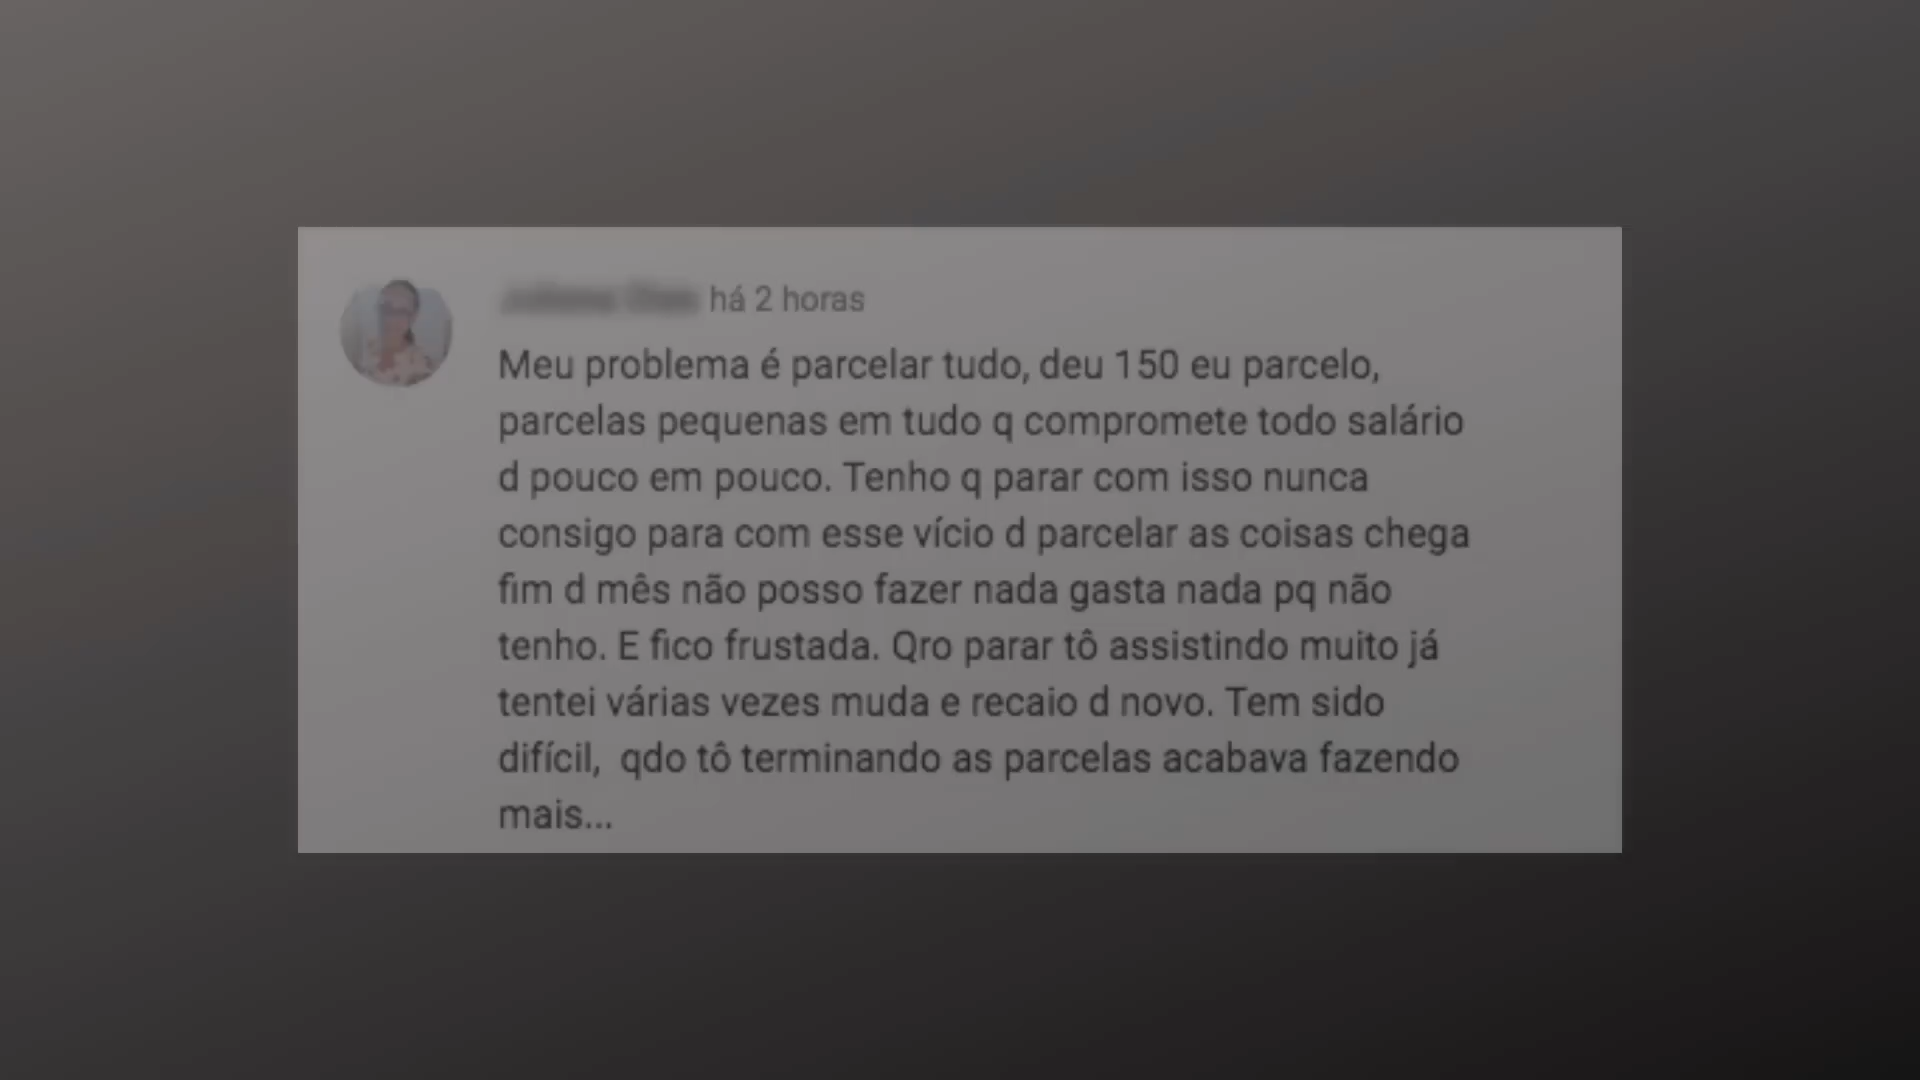 há 2 horas
Meu problema é parcelar tudo, deu 150 eu parcelo,
parcelas pequenas em tudo q compromete todo salário
d pouco em pouco. Tenho q parar com isso nunca
consigo para com esse vício d parcelar as coisas chega
fim d mês não posso fazer nada gasta nada pq não
tenho. E fico frustada. Qro parar tô assistindo muito já
tentei várias vezes muda e recaio d novo. Tem sido
difícil,  qdo tô terminando as parcelas acabava fazendo
mais...